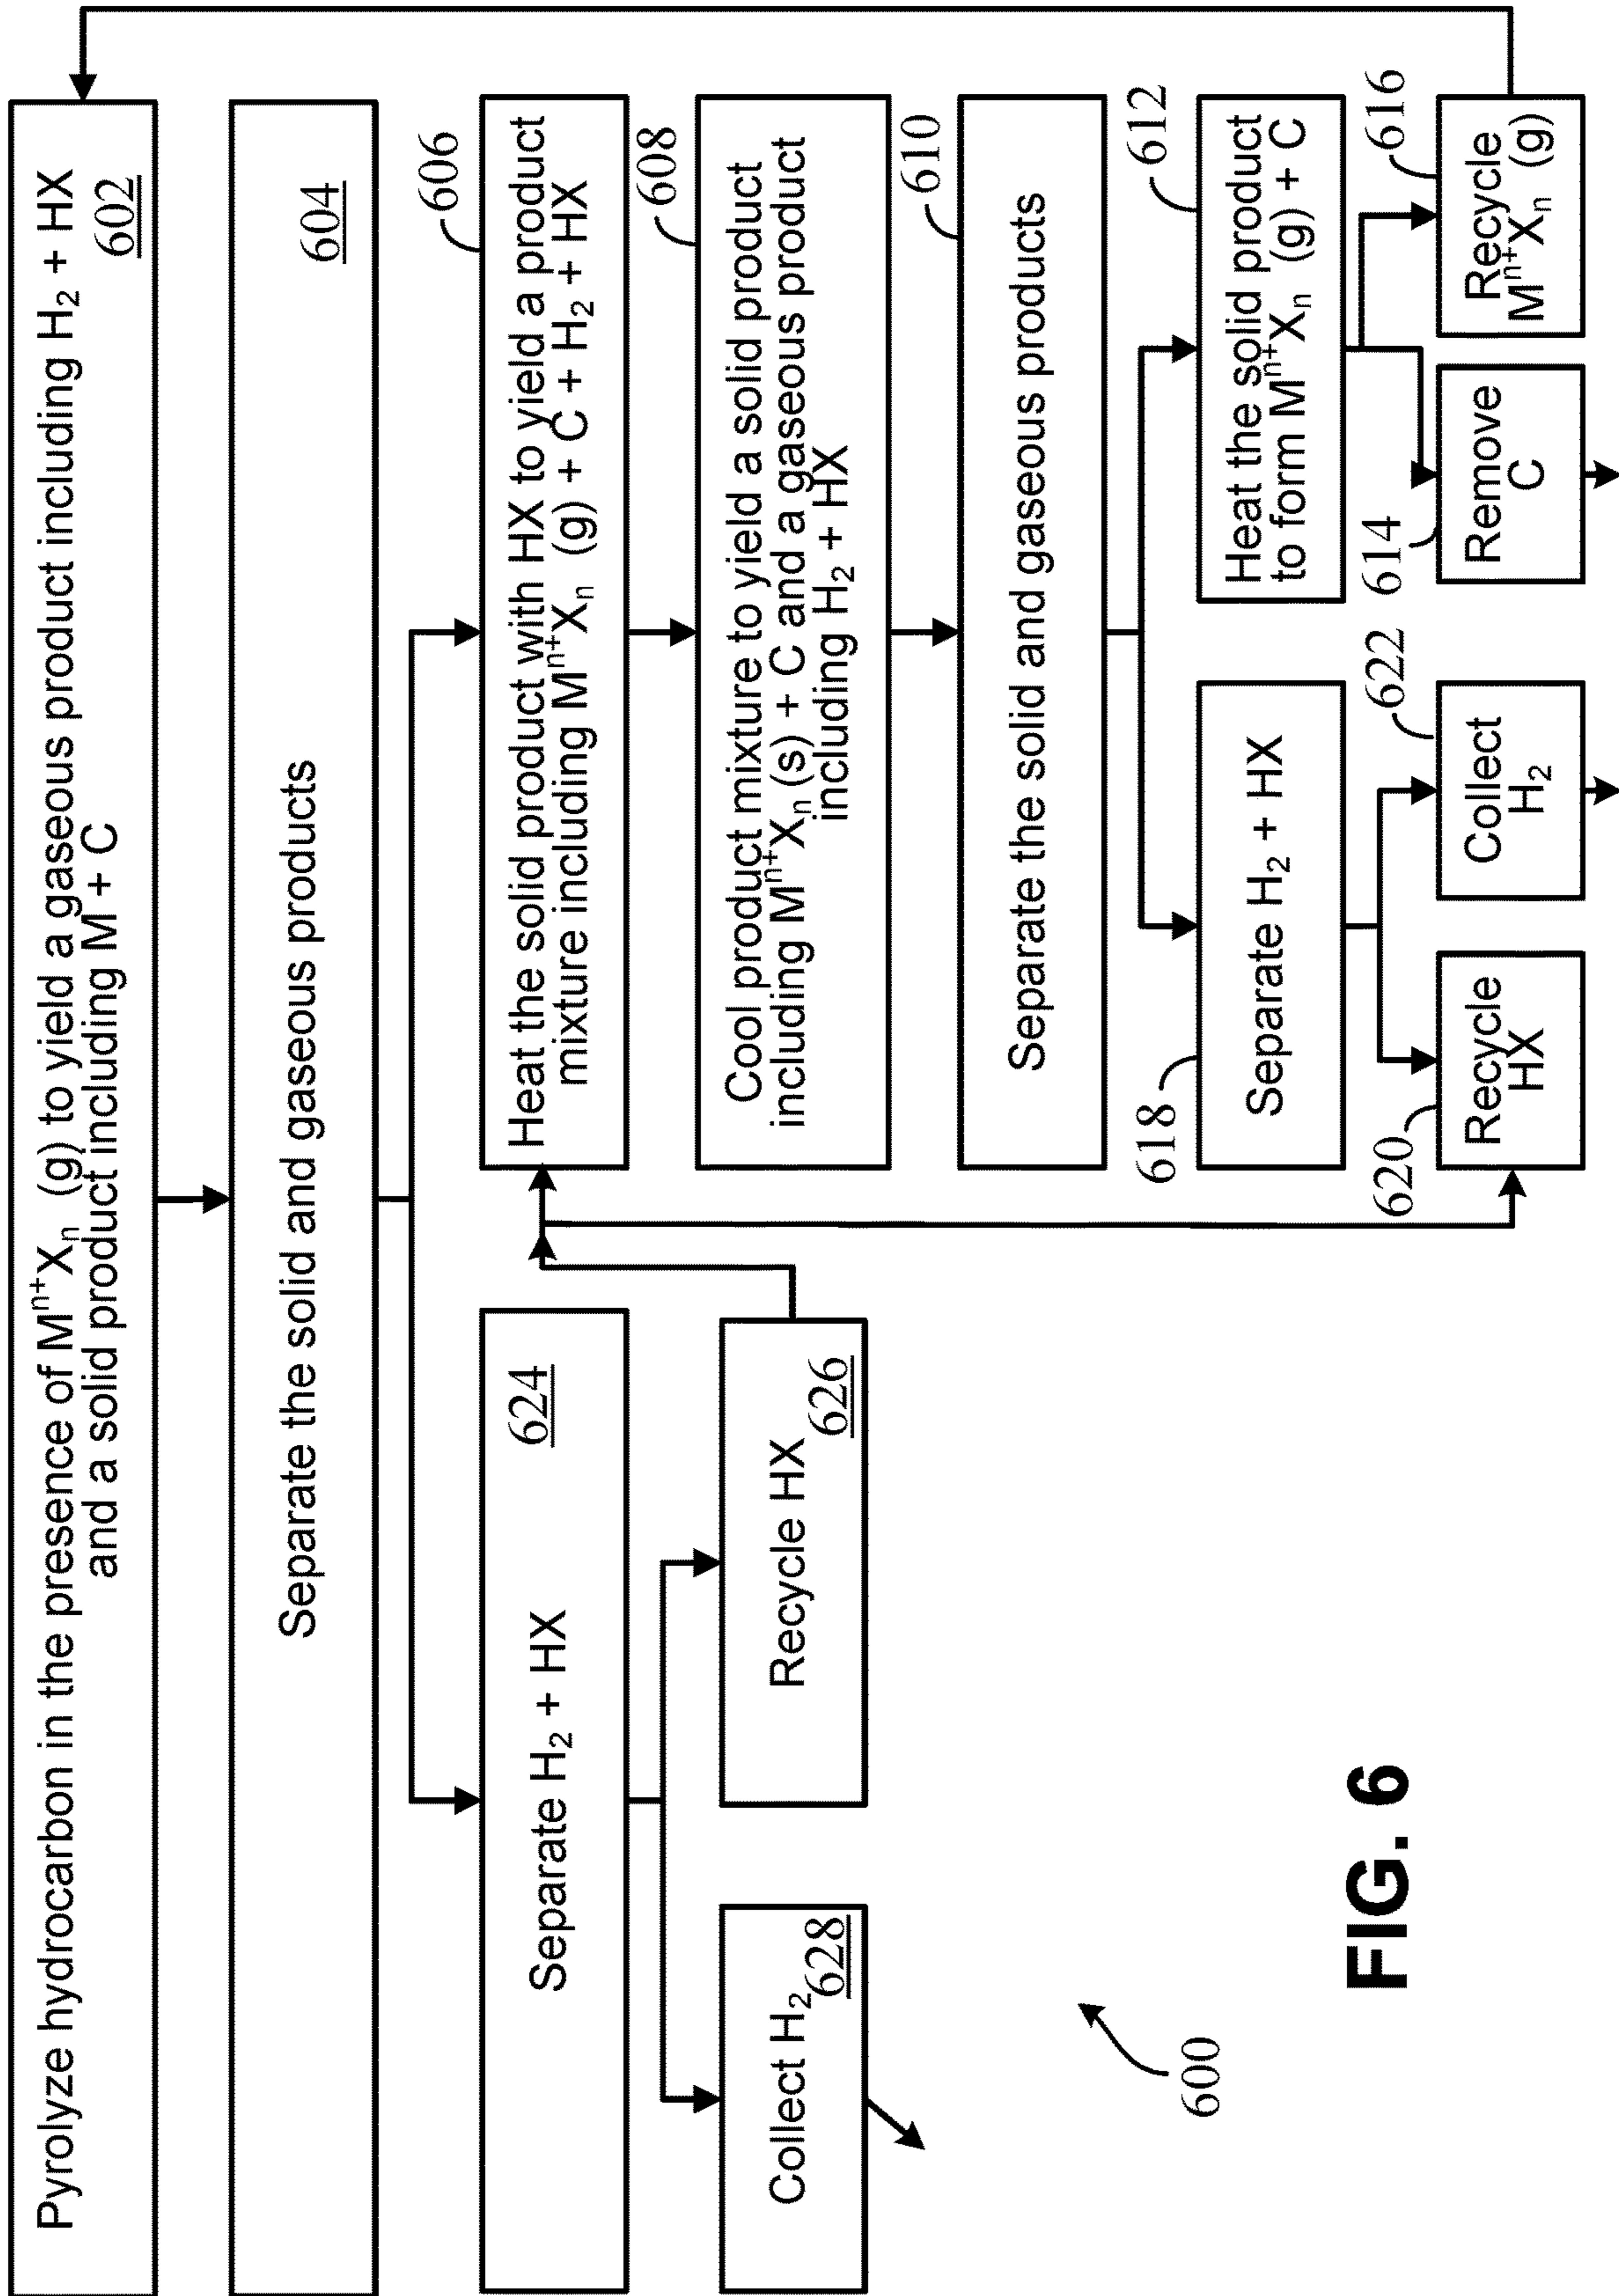 Pyrolyze hydrocarbon in the presence of Mⁿ⁺Xₙ (g) to yield a gaseous product including H₂ + HX
and a solid product including M + C
602
Separate the solid and gaseous products
604
Separate H₂ + HX
624
Collect H₂
628
Recycle HX
626
606
Heat the solid product with HX to yield a product
mixture including Mⁿ⁺Xₙ (g) + C + H₂ + HX
608
Cool product mixture to yield a solid product
including Mⁿ⁺Xₙ (s) + C and a gaseous product
including H₂ + HX
610
Separate the solid and gaseous products
618
Separate H₂ + HX
612
Heat the solid product
to form Mⁿ⁺Xₙ (g) + C
620
Recycle
HX
622
Collect
H₂
614
Remove
C
616
Recycle
Mⁿ⁺Xₙ (g)
600
FIG. 6